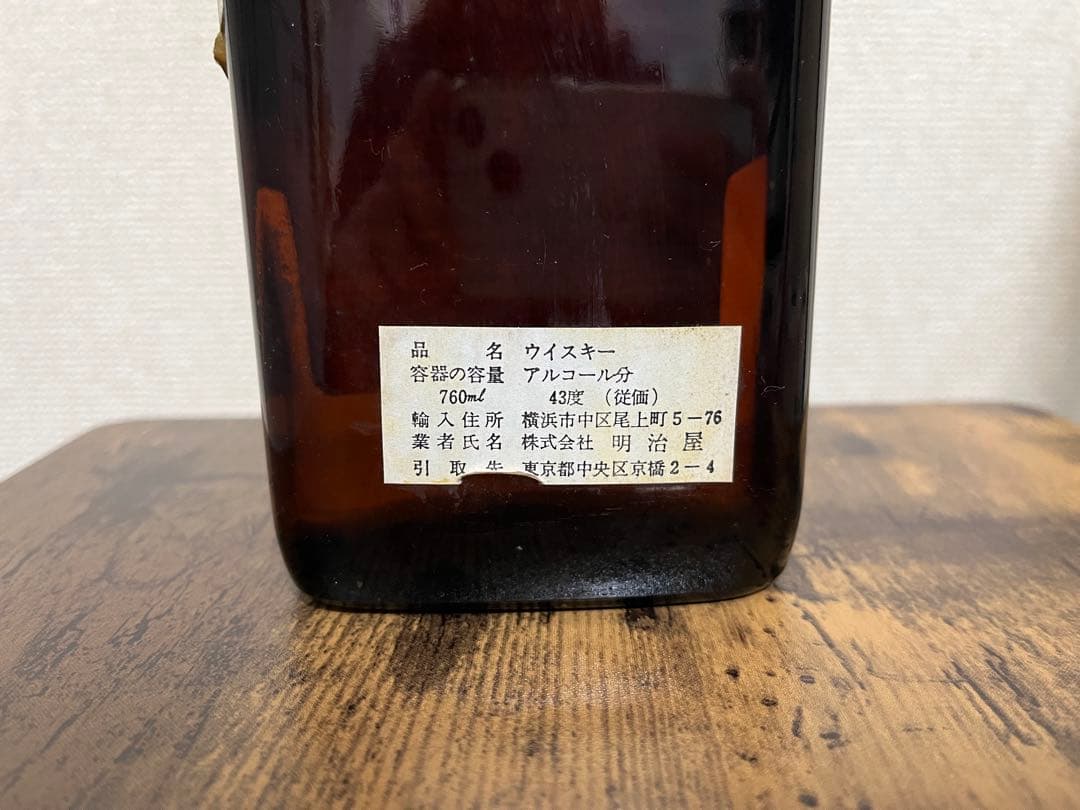 品 名 ウイスキー
容器の容量 アルコール分
760ml 43度 (従価)
輸入住所 横浜市中区尾上町5-76
業者氏名 株式会社 明治屋
引取先 東京都中央区京橋2-4